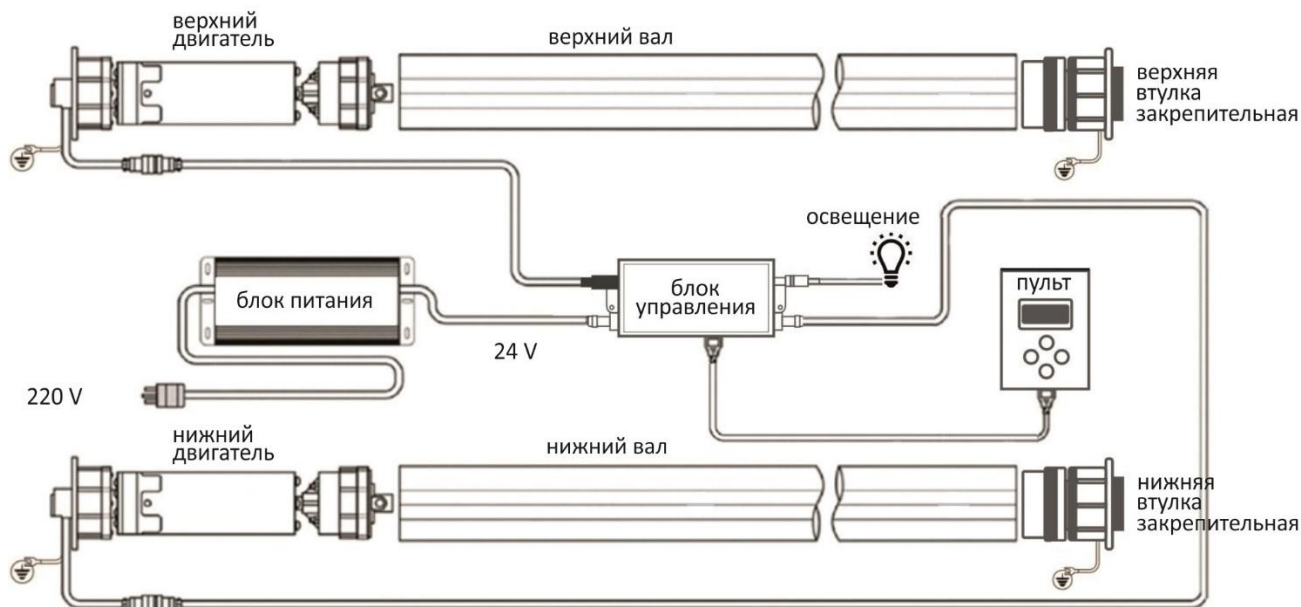 верхний
двигатель
верхний вал
верхняя
втулка
закрепительная
освещение
блок питания
блок
управления
пульт
24 V
220 V
нижний
двигатель
нижний вал
нижняя
втулка
закрепительная